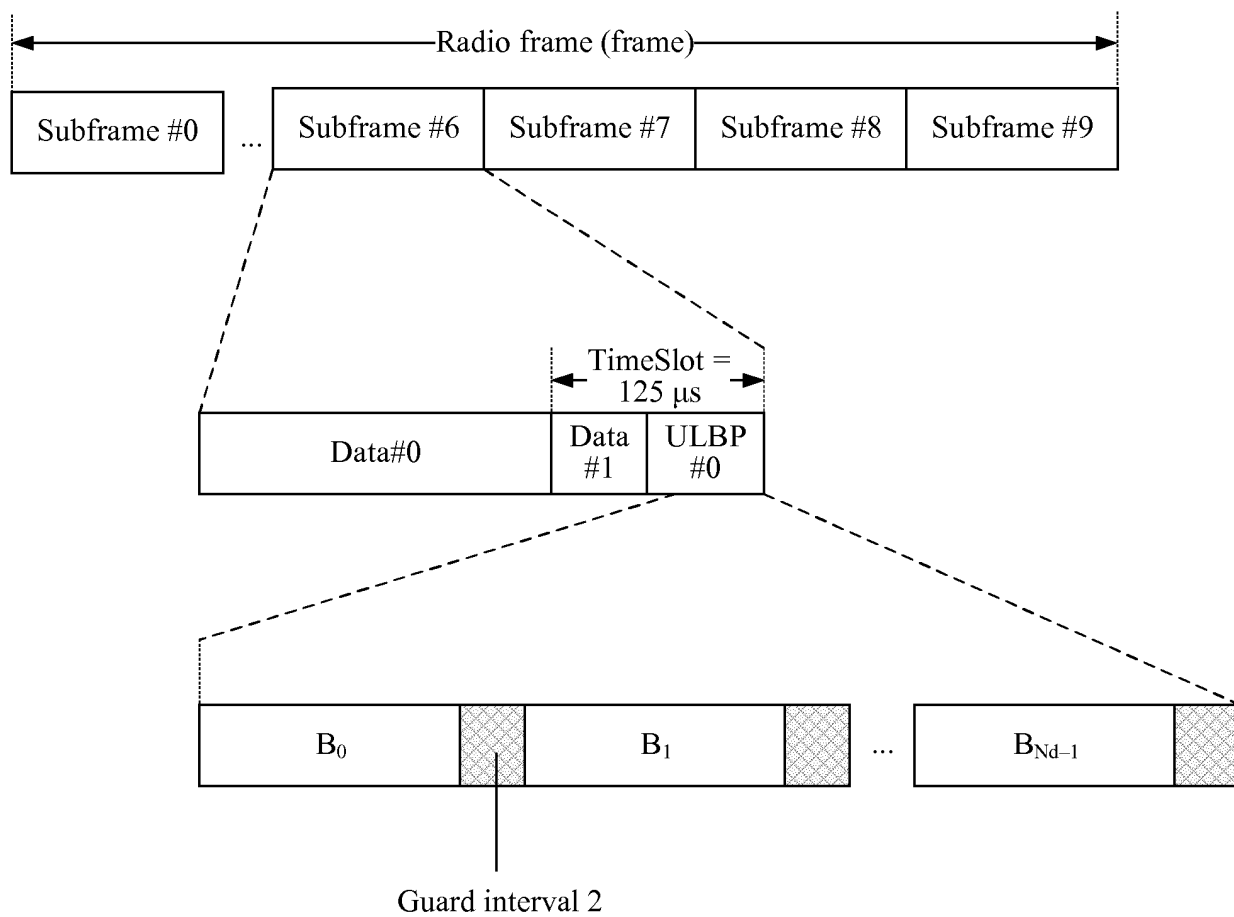 Radio frame (frame)
Subframe #0 ... Subframe #6 Subframe #7 Subframe #8 Subframe #9
TimeSlot =
125 μs
Data#0
Data
#1
ULBP
#0
B₀ B₁ ... B_Nd–1
Guard interval 2